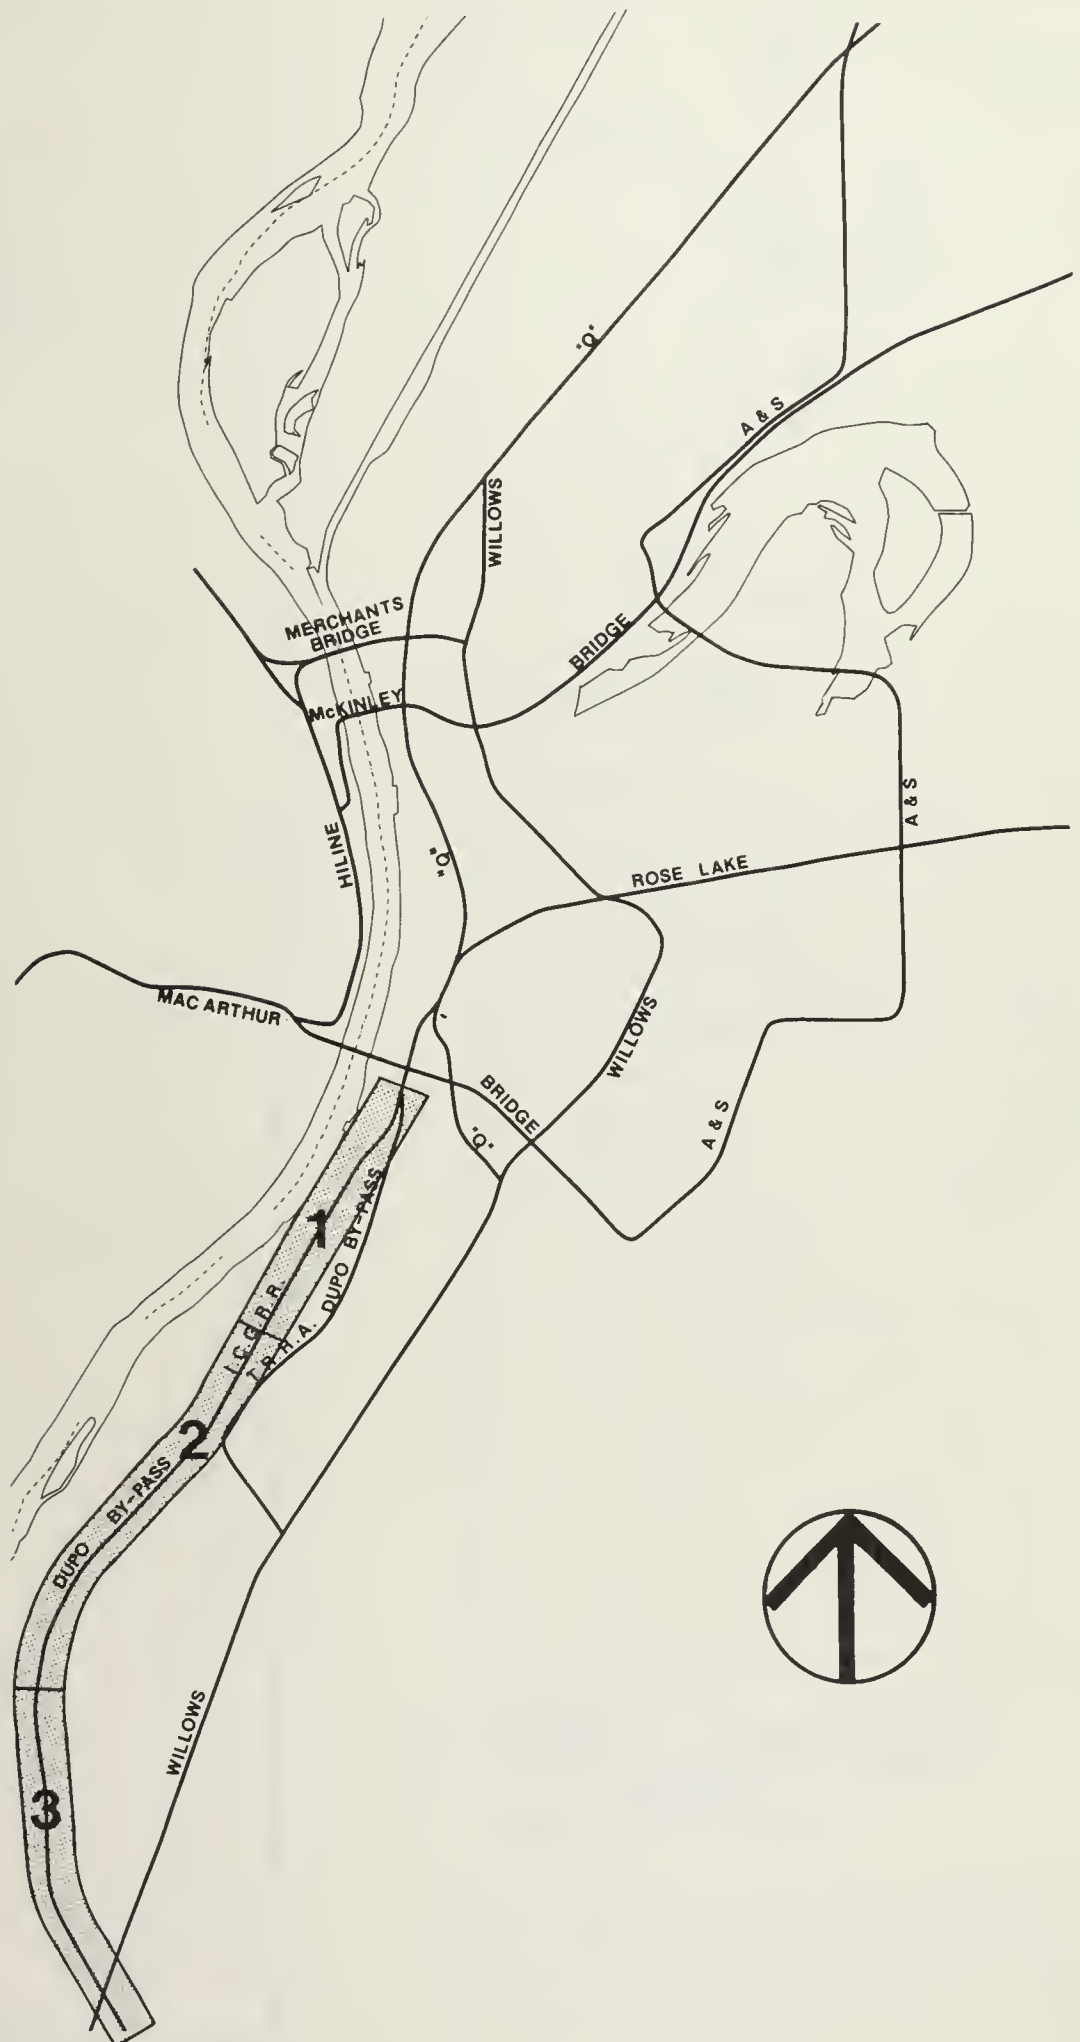 "Q"
A & S
WILLOWS
MERCHANTS
BRIDGE
BRIDGE
McKINLEY
A & S
HILINE
"Q"
ROSE LAKE
MAC ARTHUR
WILLOWS
BRIDGE
A & S
"Q"
1
DUPO BY-PASS
I.C.G.R.R.
T.R.R.A.
2
DUPO BY-PASS
WILLOWS
3